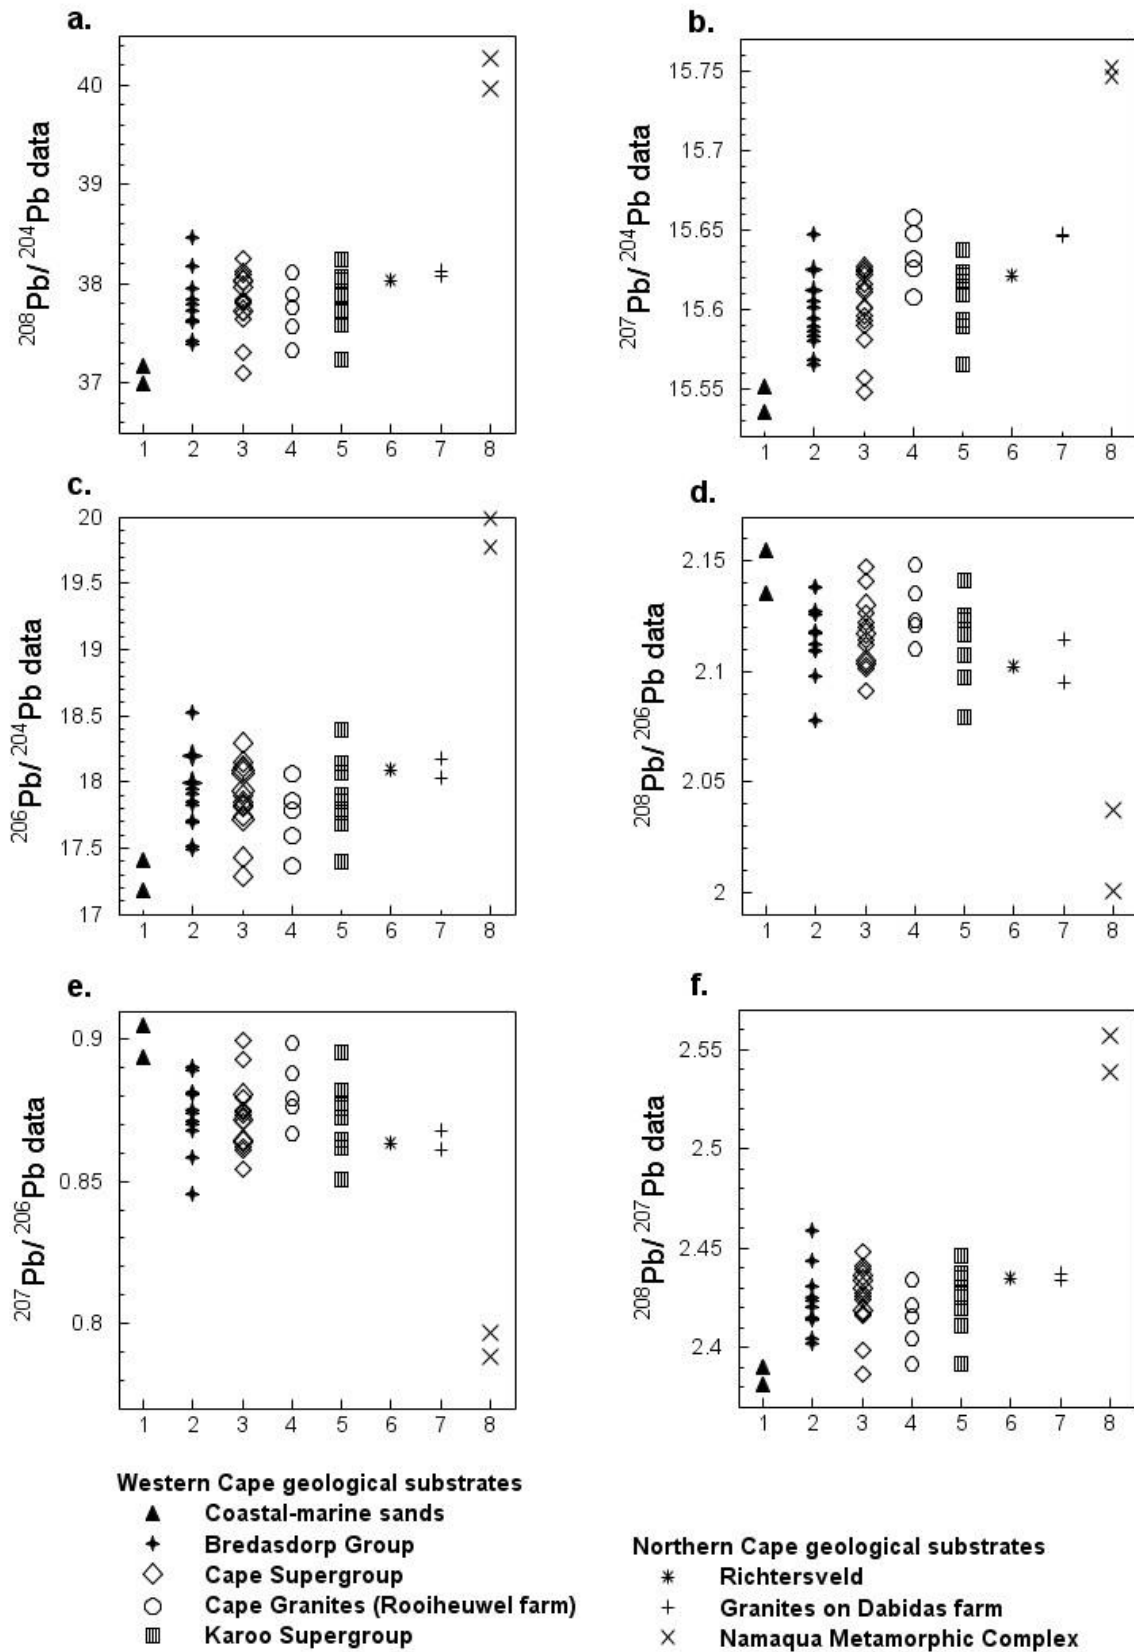 a.
208Pb/ 204Pb data
40
39
38
37
1 2 3 4 5 6 7 8
b.
207Pb/ 204Pb data
15.75
15.7
15.65
15.6
15.55
1 2 3 4 5 6 7 8
c.
206Pb/ 204Pb data
20
19.5
19
18.5
18
17.5
17
1 2 3 4 5 6 7 8
d.
208Pb/ 206Pb data
2.15
2.1
2.05
2
1 2 3 4 5 6 7 8
e.
207Pb/ 206Pb data
0.9
0.85
0.8
1 2 3 4 5 6 7 8
f.
208Pb/ 207Pb data
2.55
2.5
2.45
2.4
1 2 3 4 5 6 7 8
Western Cape geological substrates
Coastal-marine sands
Bredasdorp Group
Cape Supergroup
Cape Granites (Rooiheuwel farm)
Karoo Supergroup
Northern Cape geological substrates
Richtersveld
Granites on Dabidas farm
Namaqua Metamorphic Complex